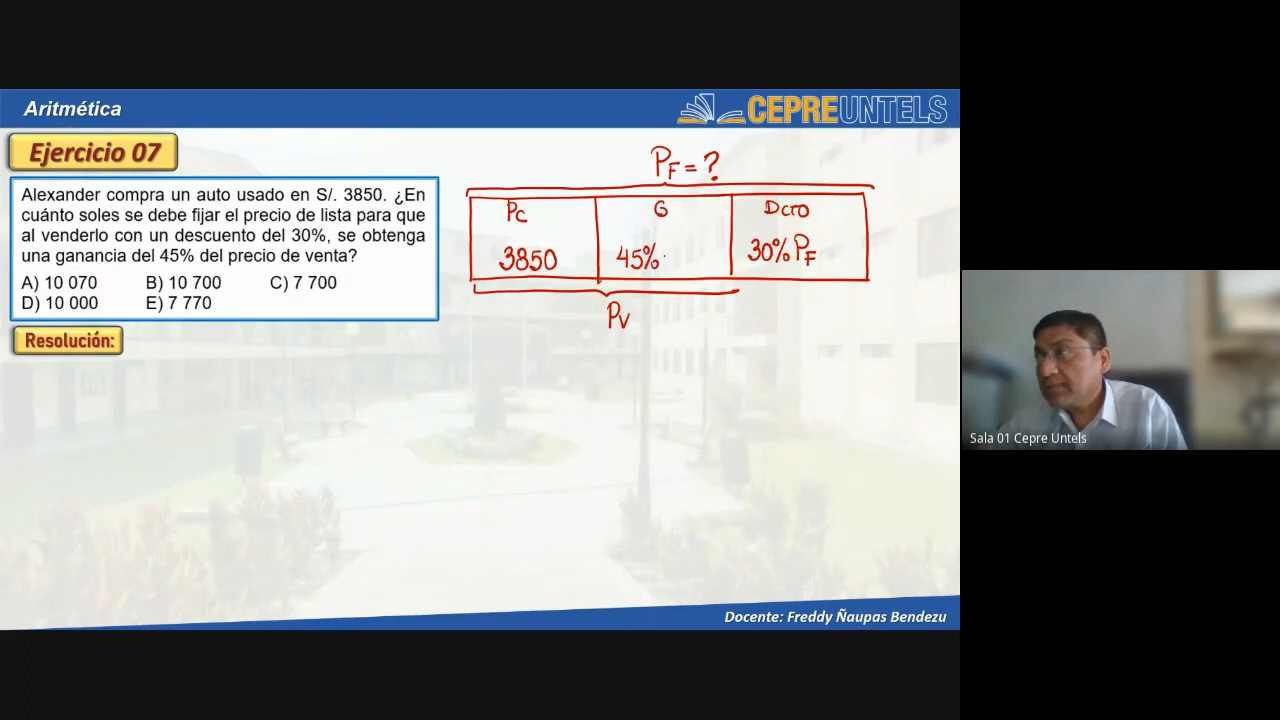 Aritmética
CEPREUNTELS
Ejercicio 07
Alexander compra un auto usado en S/. 3850. ¿En
cuánto soles se debe fijar el precio de lista para que
al venderlo con un descuento del 30%, se obtenga
una ganancia del 45% del precio de venta?
A) 10 070 B) 10 700 C) 7 700
D) 10 000 E) 7 770
Resolución:
PF = ?
PC G DCTO
3850 45% 30% PF
PV
Sala 01 Cepre Untels
Docente: Freddy Ñaupas Bendezu